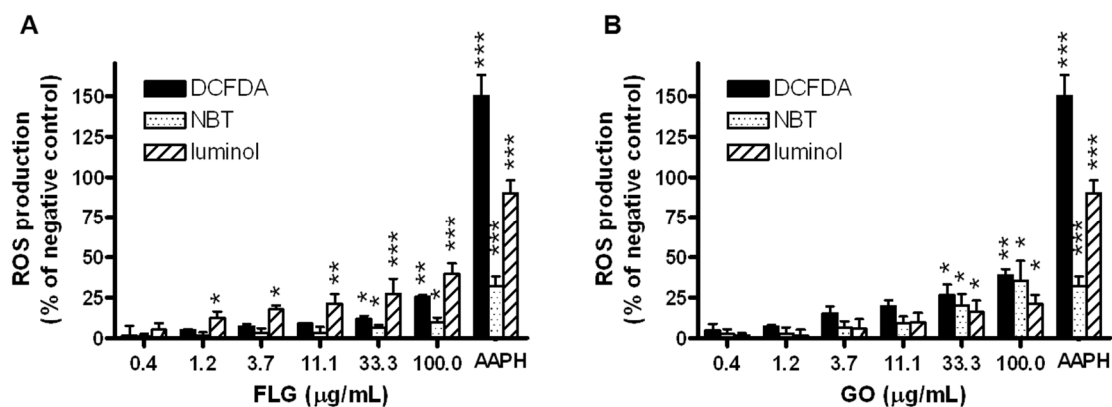 A
ROS production
(% of negative control)
150
125
100
75
50
25
0
DCFDA
NBT
luminol
* * ** * * *** ** * *** *** *** ***
0.4 1.2 3.7 11.1 33.3 100.0 AAPH
FLG (μg/mL)
B
ROS production
(% of negative control)
150
125
100
75
50
25
0
DCFDA
NBT
luminol
* * * ** * * *** *** ***
0.4 1.2 3.7 11.1 33.3 100.0 AAPH
GO (μg/mL)